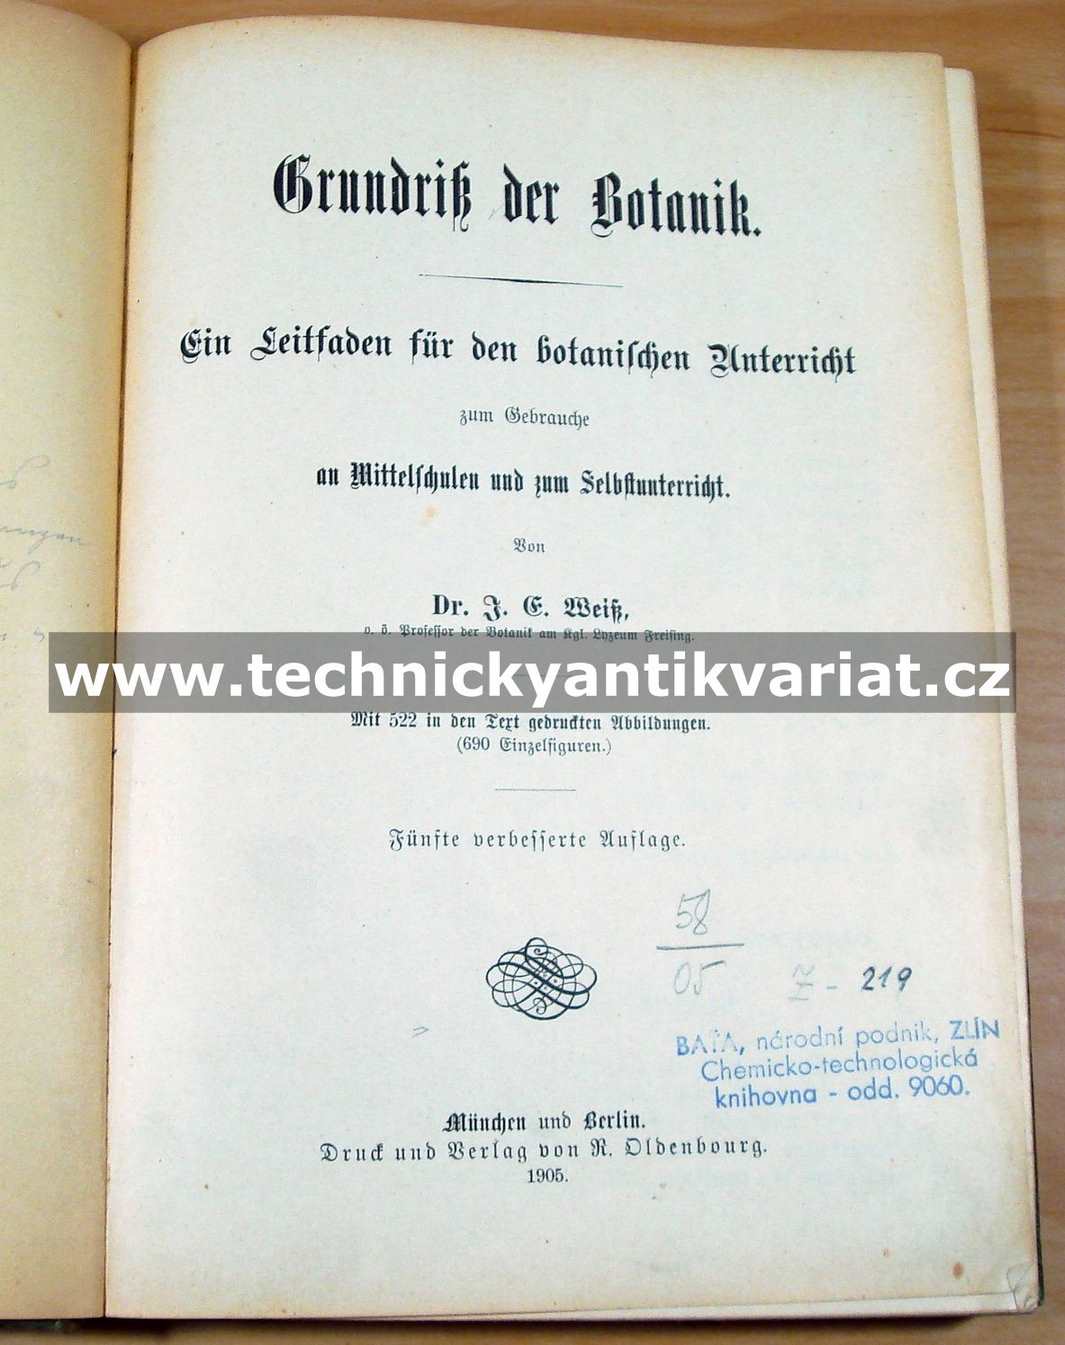 Grundriß der Botanik.
Ein Leitfaden für den botanischen Unterricht
zum Gebrauche
an Mittelschulen und zum Selbstunterricht.
Von
Dr. J. E. Weiß,
o. ö. Professor der Botanik am Kgl. Lyzeum Freising.
www.technickyantikvariat.cz
Mit 522 in den Text gedruckten Abbildungen.
(690 Einzelfiguren.)
Fünfte verbesserte Auflage.
58
05
Z - 219
BAŤA, národní podnik, ZLÍN
Chemicko-technologická
knihovna - odd. 9060.
München und Berlin.
Druck und Verlag von R. Oldenbourg.
1905.